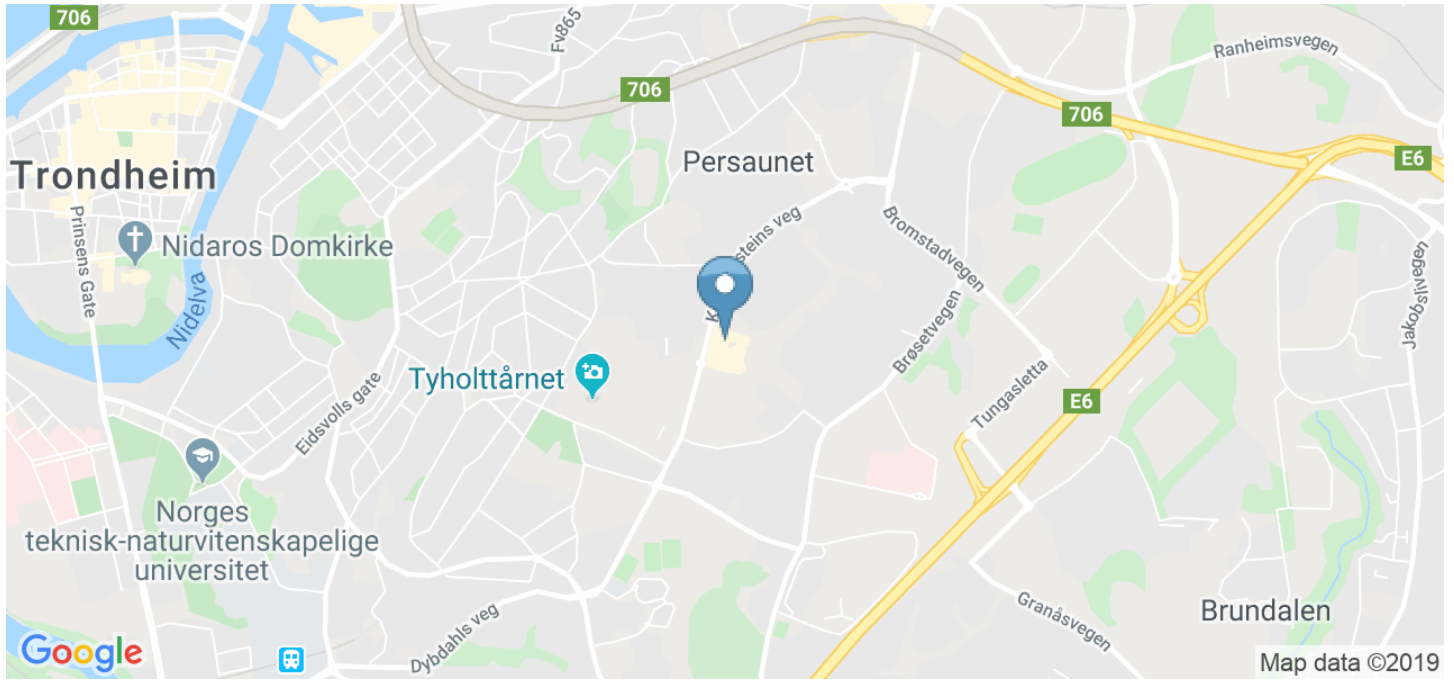 706
Fv865
Ranheimsvegen
706
706
E6
Persaunet
Trondheim
Prinsens Gate
Nidaros Domkirke
steins veg
Bromstadvegen
Jakobslivegen
Nidelva
Brøsetvegen
Tyholttårnet
Eidsvolls gate
Tungasletta
E6
Norges
teknisk-naturvitenskapelige
universitet
Granåsvegen
Brundalen
Dybdahls veg
Google
Map data ©2019